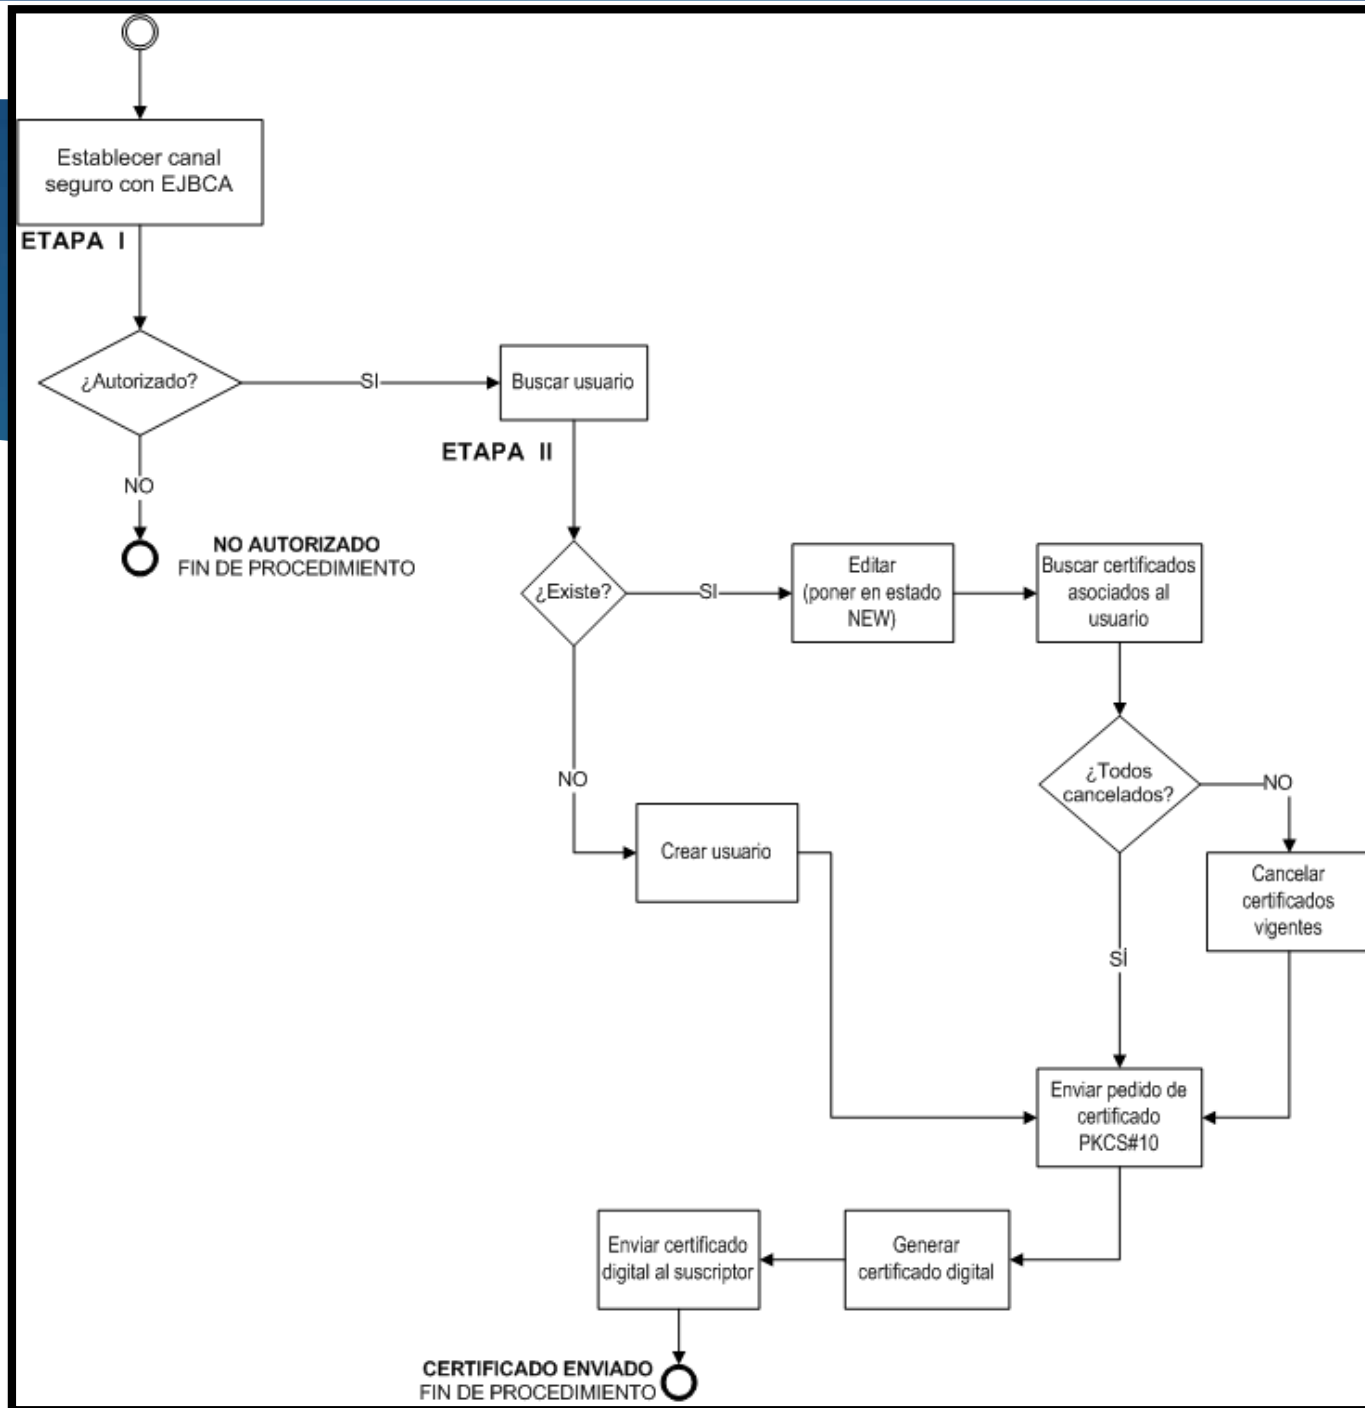 Establecer canal
seguro con EJBCA
ETAPA I
¿Autorizado?
SI
Buscar usuario
ETAPA II
NO
NO AUTORIZADO
FIN DE PROCEDIMIENTO
¿Existe?
SI
Editar
(poner en estado
NEW)
Buscar certificados
asociados al
usuario
¿Todos
cancelados?
NO
NO
Crear usuario
Cancelar
certificados
vigentes
SÍ
Enviar pedido de
certificado
PKCS#10
Enviar certificado
digital al suscriptor
Generar
certificado digital
CERTIFICADO ENVIADO
FIN DE PROCEDIMIENTO